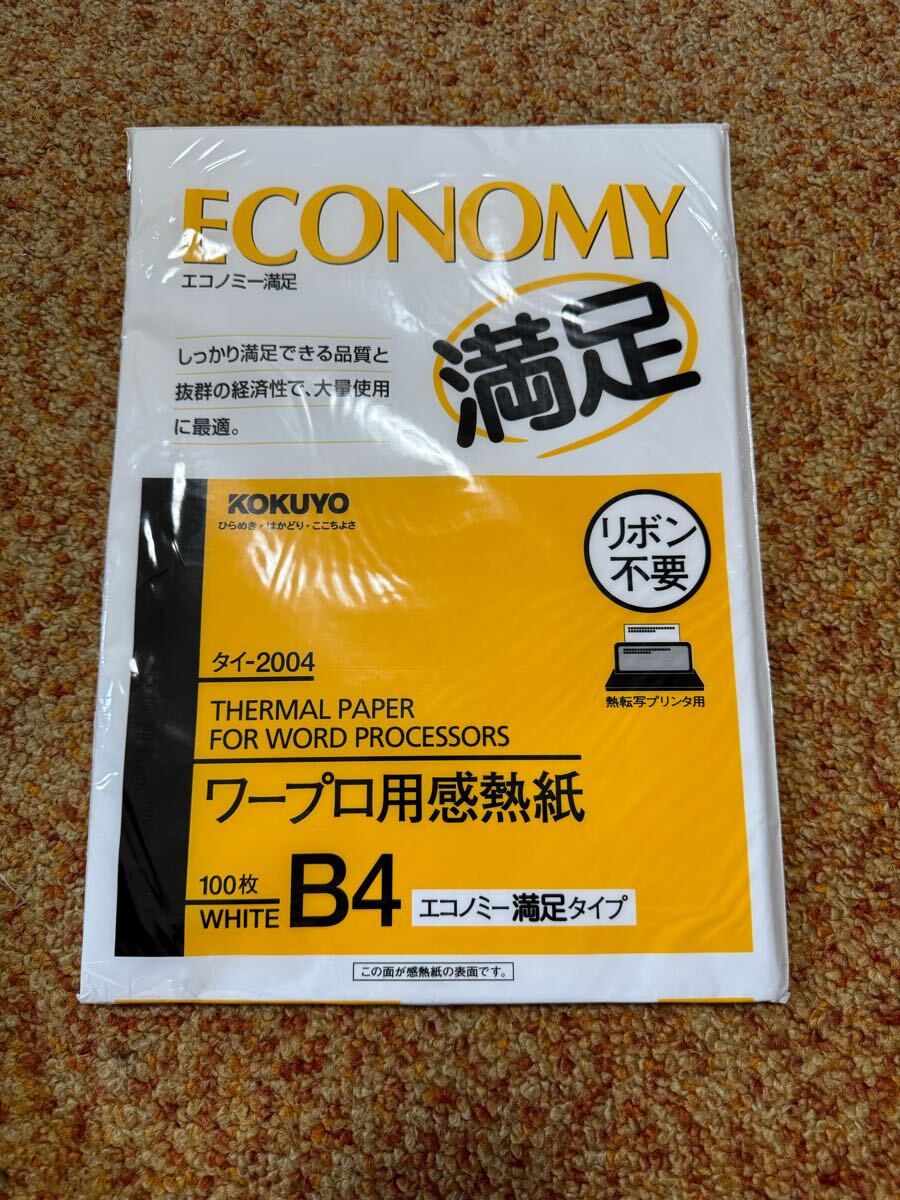 ECONOMY
エコノミー満足
満足
しっかり満足できる品質と
抜群の経済性で、大量使用
に最適。
KOKUYO
ひらめき・はかどり・ここちよさ
リボン
不要
熱転写プリンタ用
タイ-2004
THERMAL PAPER
FOR WORD PROCESSORS
ワープロ用感熱紙
100枚
WHITE
B4
エコノミー満足タイプ
この面が感熱紙の表面です。